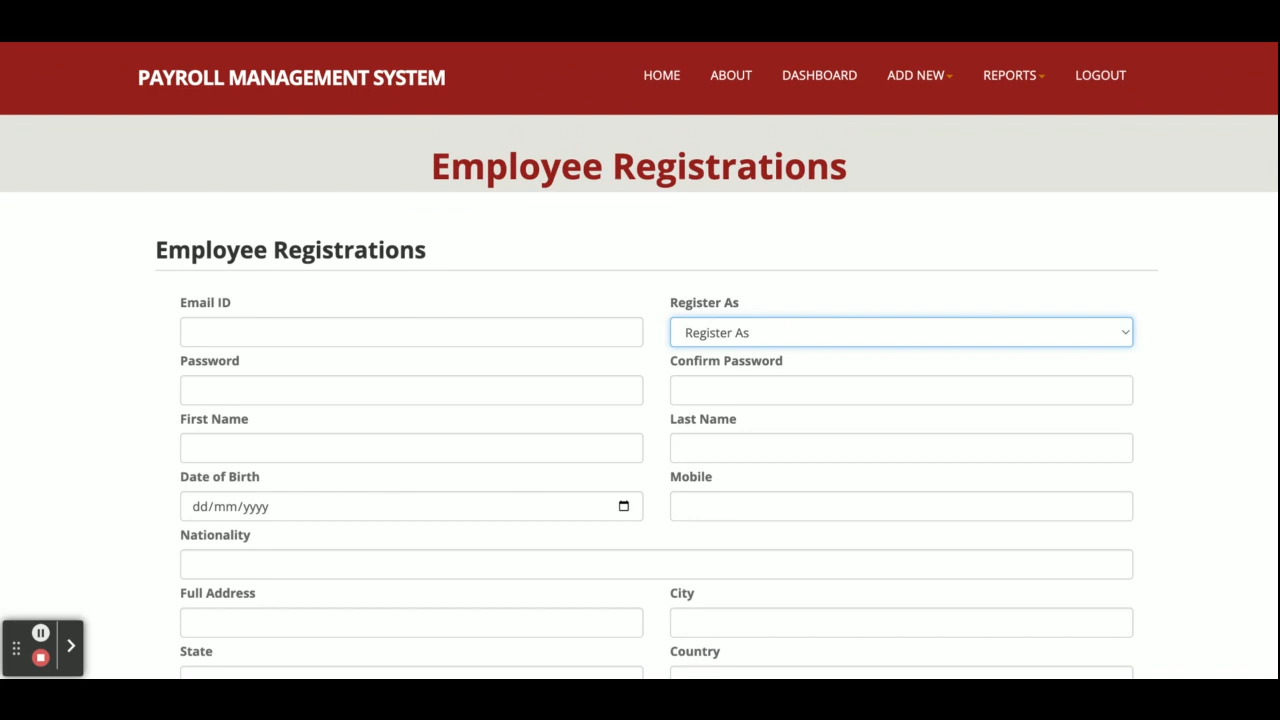 PAYROLL MANAGEMENT SYSTEM HOME ABOUT DASHBOARD ADD NEW REPORTS LOGOUT
Employee Registrations
Employee Registrations
Email ID Register As
Register As
Password Confirm Password
First Name Last Name
Date of Birth Mobile
dd/mm/yyyy
Nationality
Full Address City
State Country